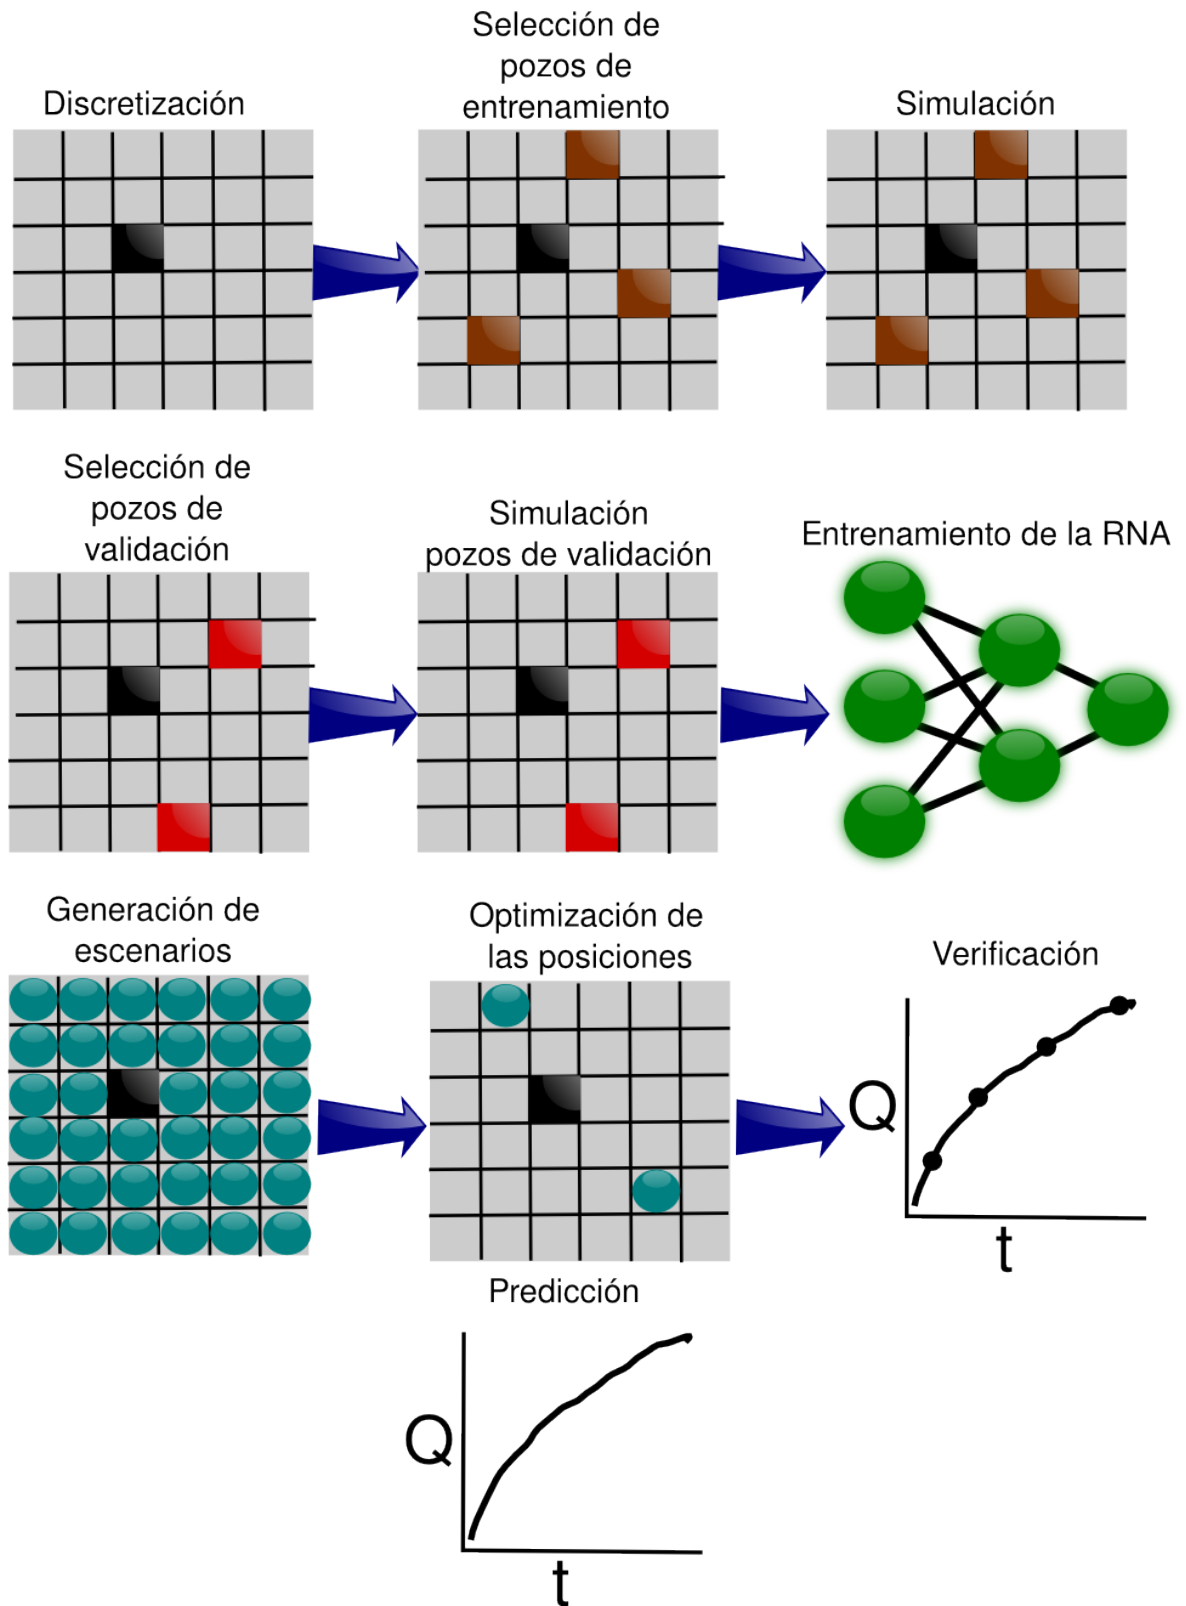 Discretización
Selección de
pozos de
entrenamiento
Simulación
Selección de
pozos de
validación
Simulación
pozos de validación
Entrenamiento de la RNA
Generación de
escenarios
Optimización de
las posiciones
Verificación
Q
t
Predicción
Q
t